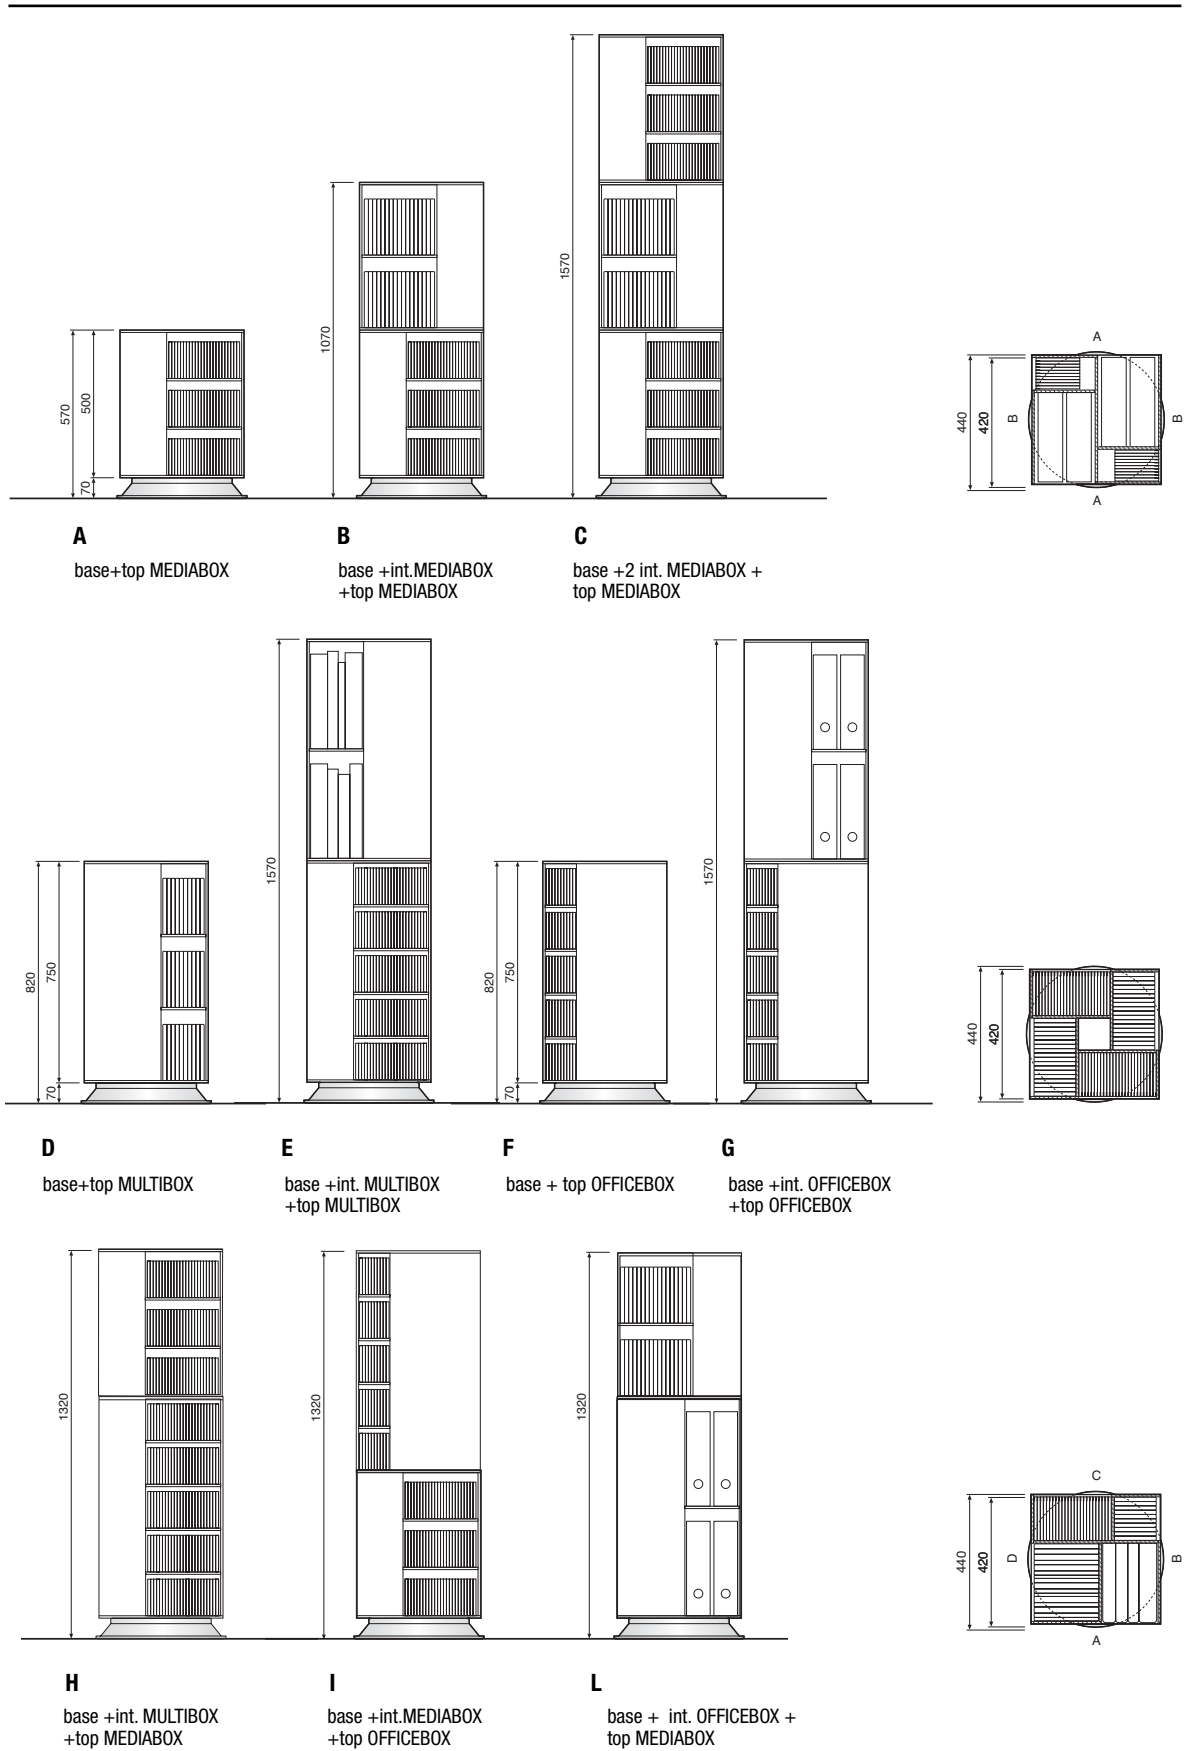 1570
1070
570
500
70
A
B
B
A
440
420
A
B
C
base+top MEDIABOX
base +int.MEDIABOX
+top MEDIABOX
base +2 int. MEDIABOX +
top MEDIABOX
1570
1570
820
750
70
820
750
70
440
420
D
E
F
G
base+top MULTIBOX
base +int. MULTIBOX
+top MULTIBOX
base + top OFFICEBOX
base +int. OFFICEBOX
+top OFFICEBOX
1320
1320
1320
C
D
B
A
440
420
H
I
L
base +int. MULTIBOX
+top MEDIABOX
base +int.MEDIABOX
+top OFFICEBOX
base + int. OFFICEBOX +
top MEDIABOX